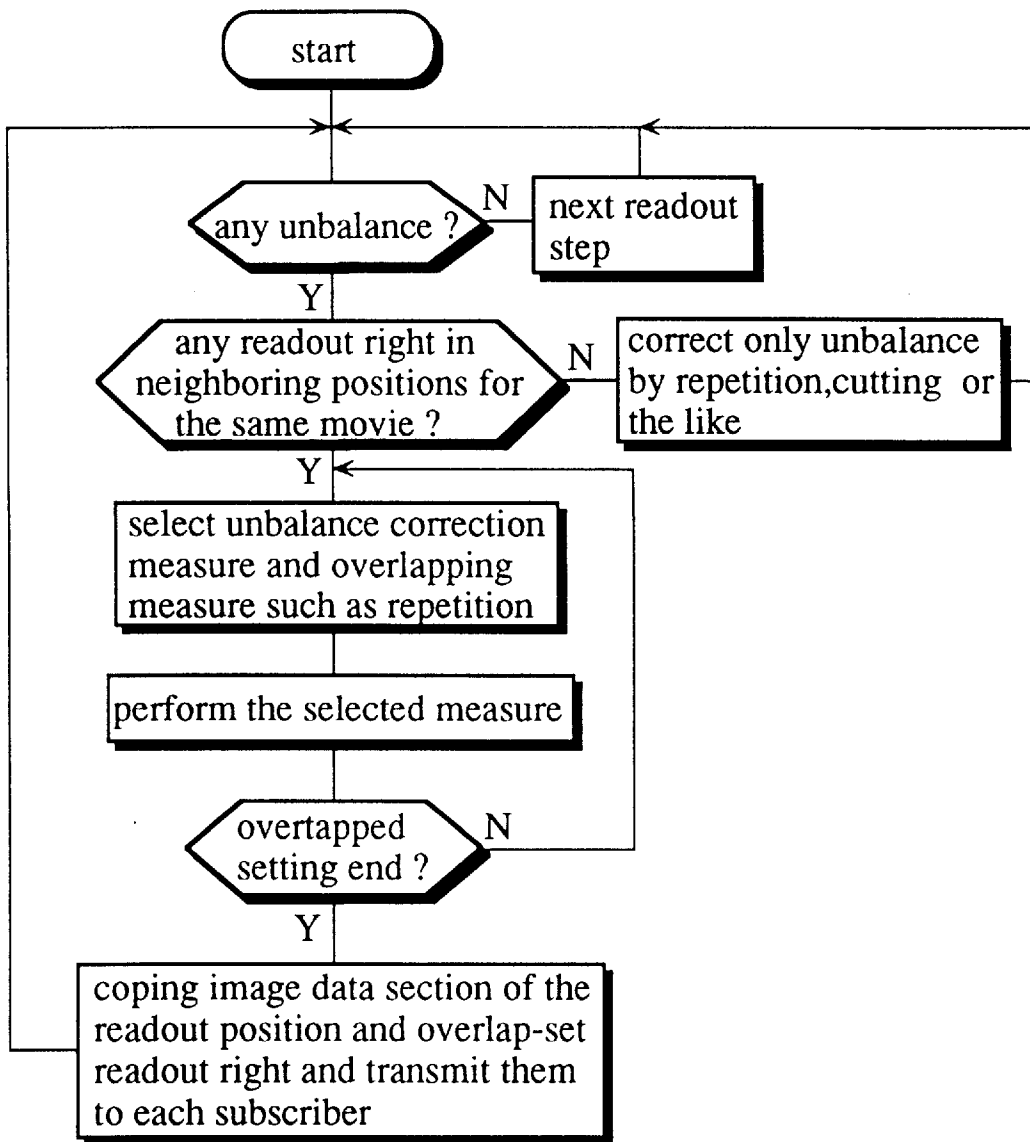 start
any unbalance ?
N
next readout
step
Y
any readout right in
neighboring positions for
the same movie ?
N
correct only unbalance
by repetition,cutting or
the like
Y
select unbalance correction
measure and overlapping
measure such as repetition
perform the selected measure
overtapped
setting end ?
N
Y
coping image data section of the
readout position and overlap-set
readout right and transmit them
to each subscriber